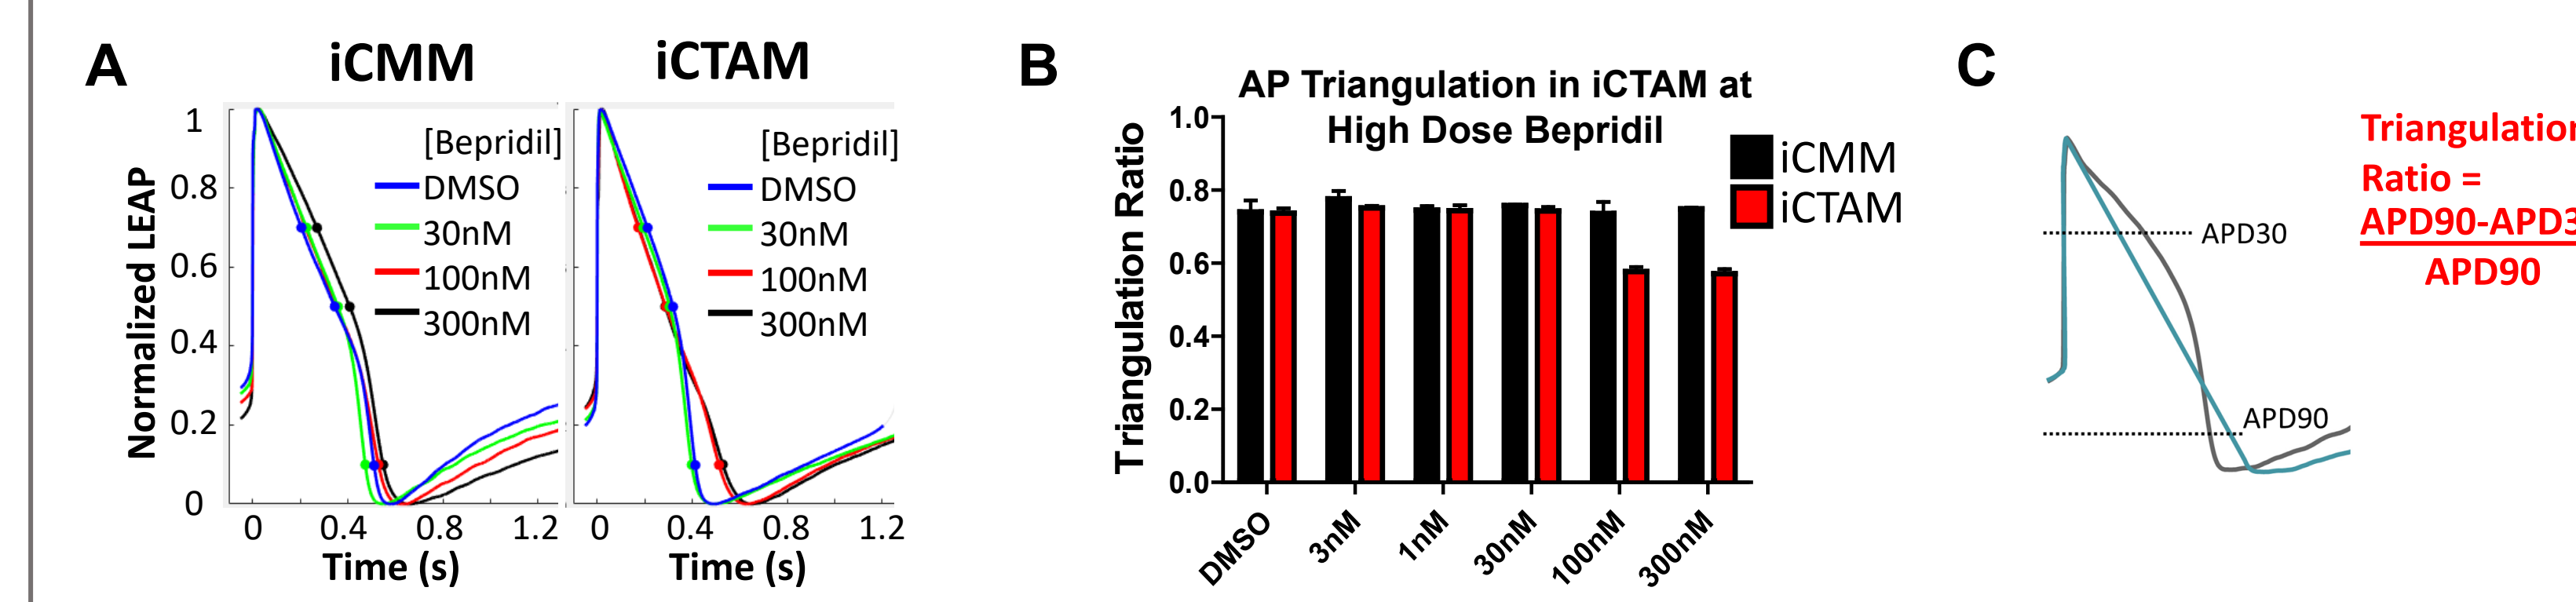 A
iCMM
iCTAM
Normalized LEAP
1
0.8
0.6
0.4
0.2
0
[Bepridil]
DMSO
30nM
100nM
300nM
[Bepridil]
DMSO
30nM
100nM
300nM
0 0.4 0.8 1.2
0 0.4 0.8 1.2
Time (s)
Time (s)
B
AP Triangulation in iCTAM at
High Dose Bepridil
Triangulation Ratio
1.0
0.8
0.6
0.4
0.2
0.0
iCMM
iCTAM
DMSO
3nM
1nM
30nM
100nM
300nM
C
APD30
APD90
Triangulation
Ratio =
APD90-APD3
APD90